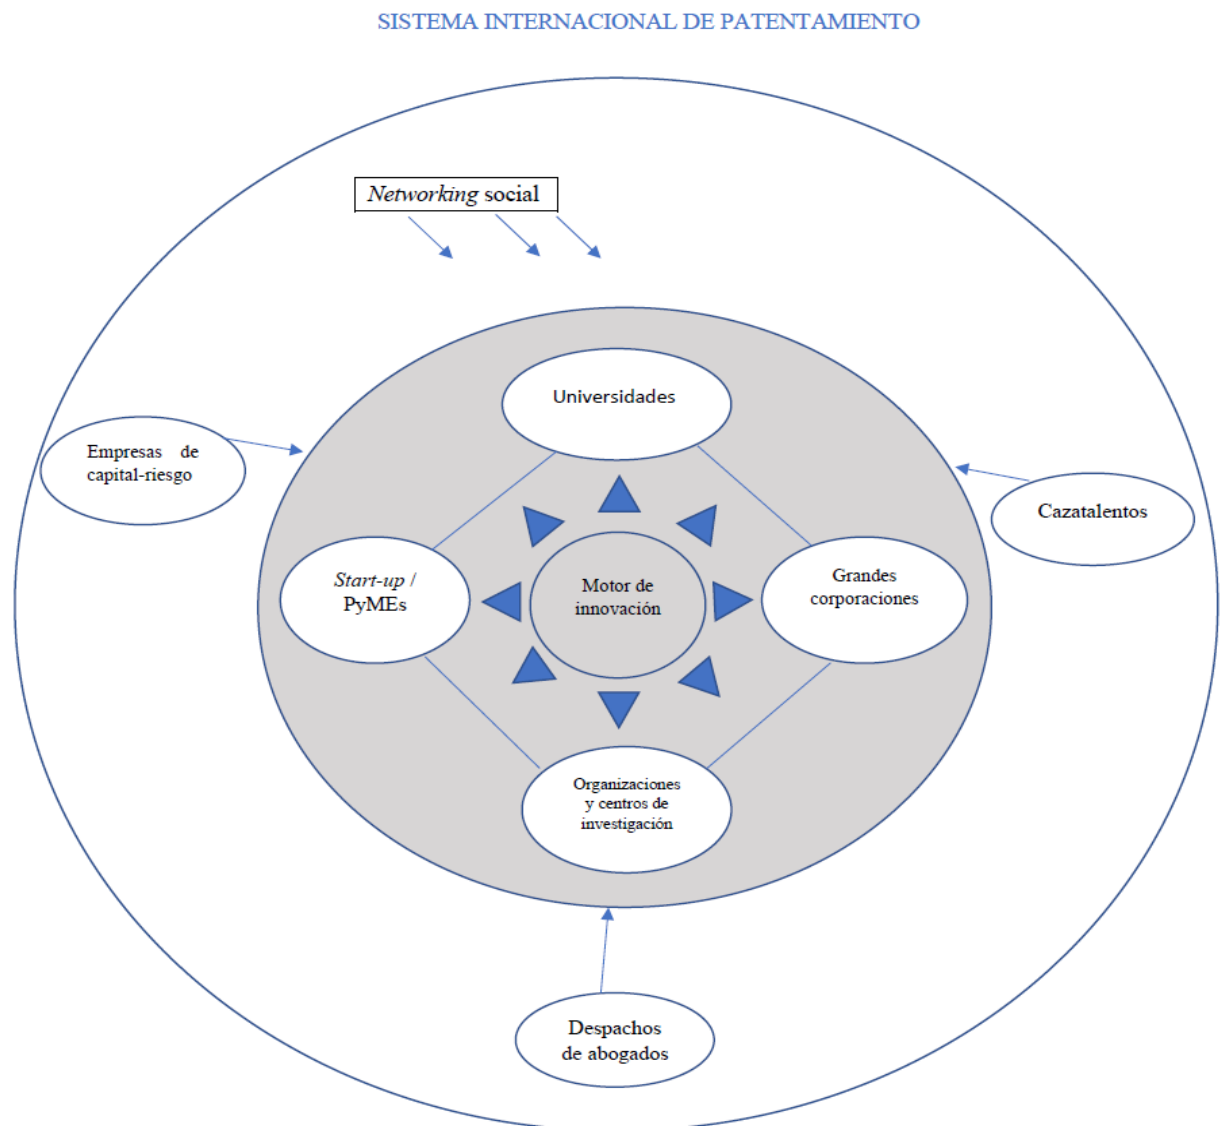 SISTEMA INTERNACIONAL DE PATENTAMIENTO
Networking social
Universidades
Empresas de
capital-riesgo
Cazatalentos
Start-up /
PyMEs
Motor de
innovación
Grandes
corporaciones
Organizaciones
y centros de
investigación
Despachos
de abogados